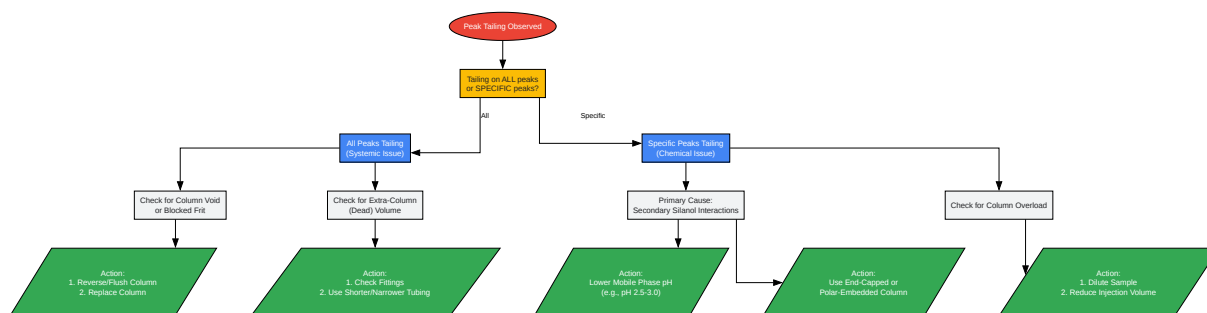 Peak Tailing Observed
Tailing on ALL peaks
or SPECIFIC peaks?
All
Specific
All Peaks Tailing
(Systemic Issue)
Specific Peaks Tailing
(Chemical Issue)
Check for Column Void
or Blocked Frit
Check for Extra-Column
(Dead) Volume
Primary Cause:
Secondary Silanol Interactions
Check for Column Overload
Action:
1. Reverse/Flush Column
2. Replace Column
Action:
1. Check Fittings
2. Use Shorter/Narrower Tubing
Action:
Lower Mobile Phase pH
(e.g., pH 2.5-3.0)
Action:
Use End-Capped or
Polar-Embedded Column
Action:
1. Dilute Sample
2. Reduce Injection Volume